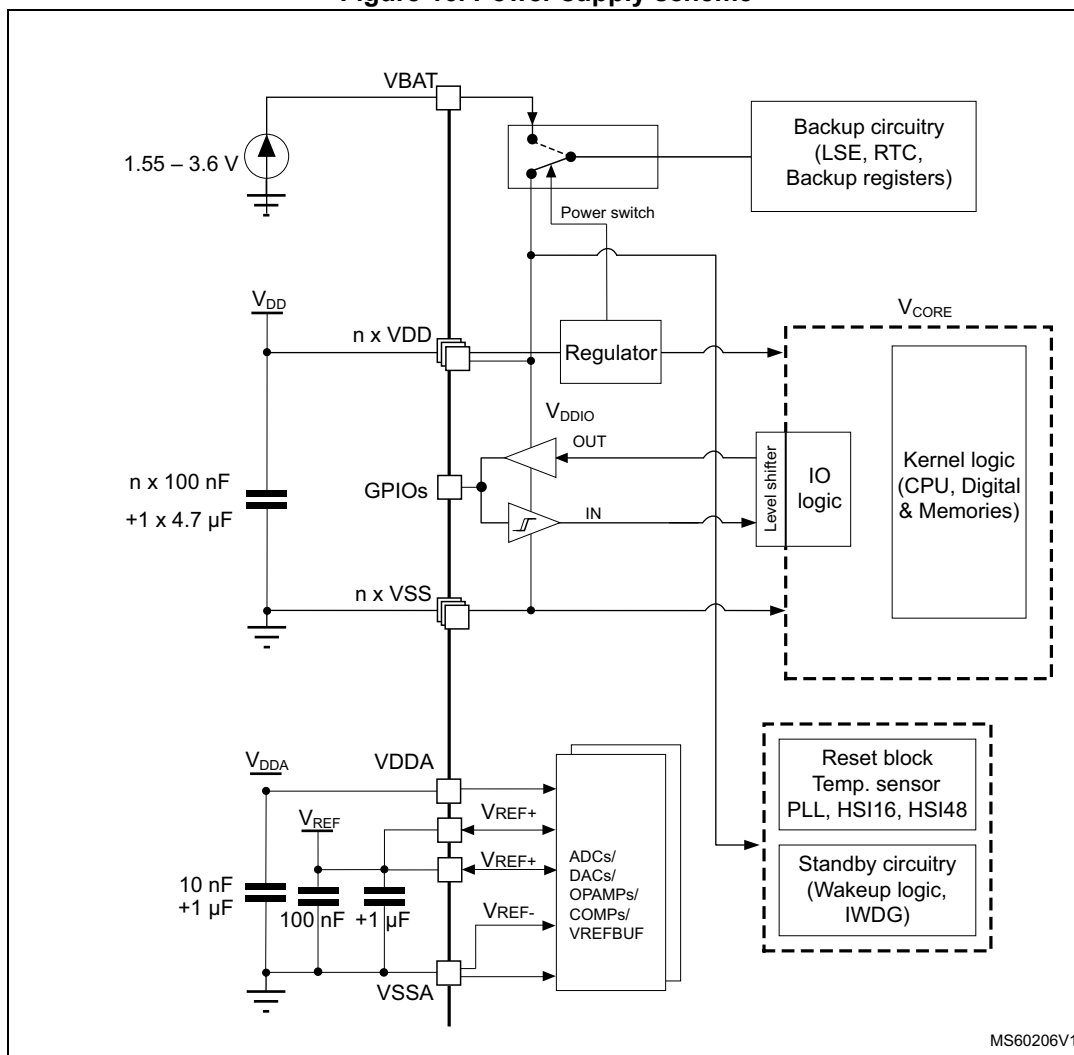 VBAT
1.55 – 3.6 V
Backup circuitry
(LSE, RTC,
Backup registers)
Power switch
VDD
n x VDD
Regulator
VCORE
VDDIO
OUT
n x 100 nF
+1 x 4.7 µF
GPIOs
IN
Level shifter
IO
logic
Kernel logic
(CPU, Digital
& Memories)
n x VSS
VDDA
VDDA
VREF
VREF+
VREF+
VREF-
10 nF
+1 µF
100 nF
+1 µF
ADCs/
DACs/
OPAMPs/
COMPs/
VREFBUF
VSSA
Reset block
Temp. sensor
PLL, HSI16, HSI48
Standby circuitry
(Wakeup logic,
IWDG)
MS60206V1